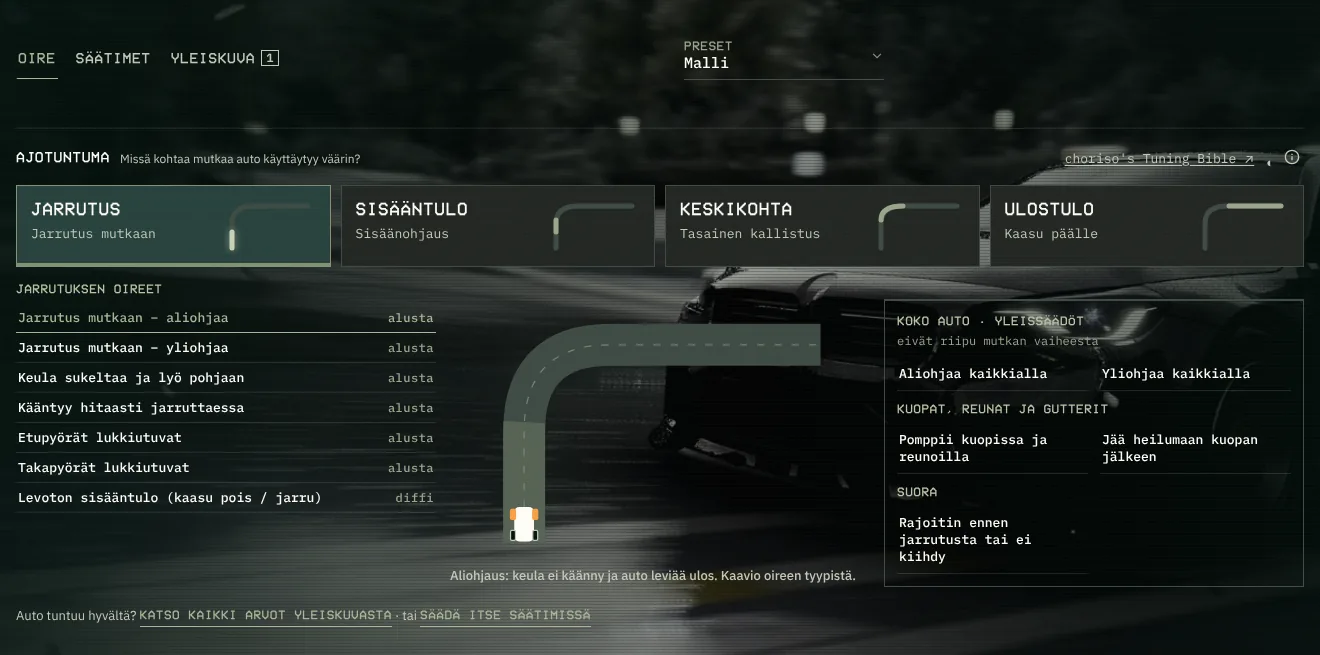 OIRE SÄÄTIMET YLEISKUVA 1
PRESET
Malli
AJOTUNTUMA Missä kohtaa mutkaa auto käyttäytyy väärin?
choriso's Tuning Bible ↗
JARRUTUS
Jarrutus mutkaan
SISÄÄNTULO
Sisäänohjaus
KESKIKOHTA
Tasainen kallistus
ULOSTULO
Kaasu päälle
JARRUTUKSEN OIREET
Jarrutus mutkaan – aliohjaa alusta
Jarrutus mutkaan – yliohjaa alusta
Keula sukeltaa ja lyö pohjaan alusta
Kääntyy hitaasti jarruttaessa alusta
Etupyörät lukkiutuvat alusta
Takapyörät lukkiutuvat alusta
Levoton sisääntulo (kaasu pois / jarru) diffi
Aliohjaus: keula ei käänny ja auto leviää ulos. Kaavio oireen tyypistä.
KOKO AUTO · YLEISSÄÄDÖT
eivät riipu mutkan vaiheesta
Aliohjaa kaikkialla
Yliohjaa kaikkialla
KUOPAT, REUNAT JA GUTTERIT
Pomppii kuopissa ja
reunoilla
Jää heilumaan kuopan
jälkeen
SUORA
Rajoitin ennen
jarrutusta tai ei
kiihdy
Auto tuntuu hyvältä? KATSO KAIKKI ARVOT YLEISKUVASTA · tai SÄÄDÄ ITSE SÄÄTIMISSÄ